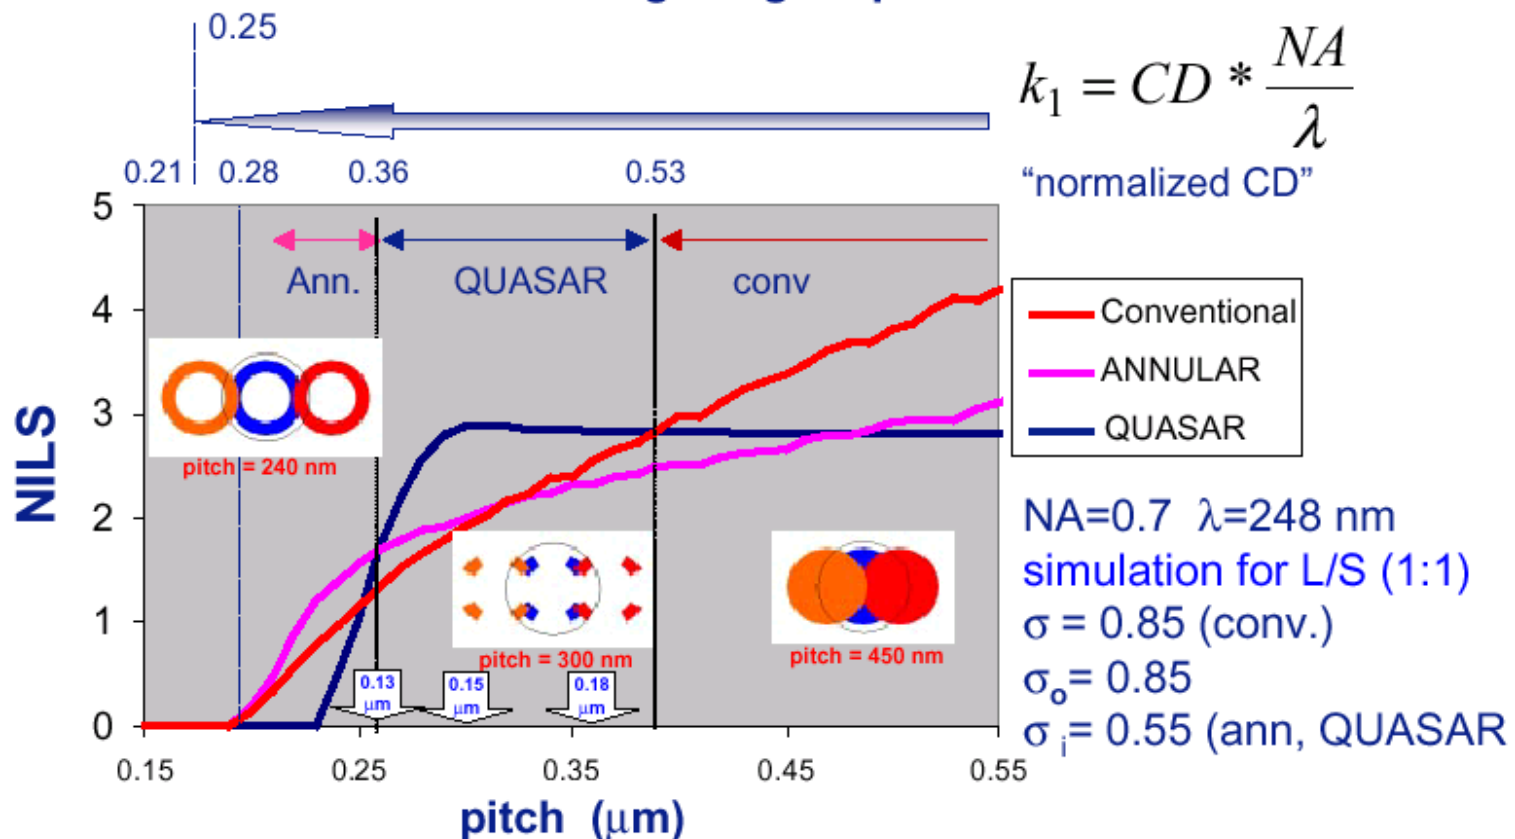 0.25
k₁ = CD * NA/λ
0.21 0.28 0.36 0.53
“normalized CD”
5
4
3
2
1
0
NILS
Ann. QUASAR conv
pitch = 240 nm
pitch = 300 nm
pitch = 450 nm
0.13 µm
0.15 µm
0.18 µm
Conventional
ANNULAR
QUASAR
NA=0.7 λ=248 nm
simulation for L/S (1:1)
σ = 0.85 (conv.)
σₒ= 0.85
σ ᵢ= 0.55 (ann, QUASAR
0.15 0.25 0.35 0.45 0.55
pitch (µm)